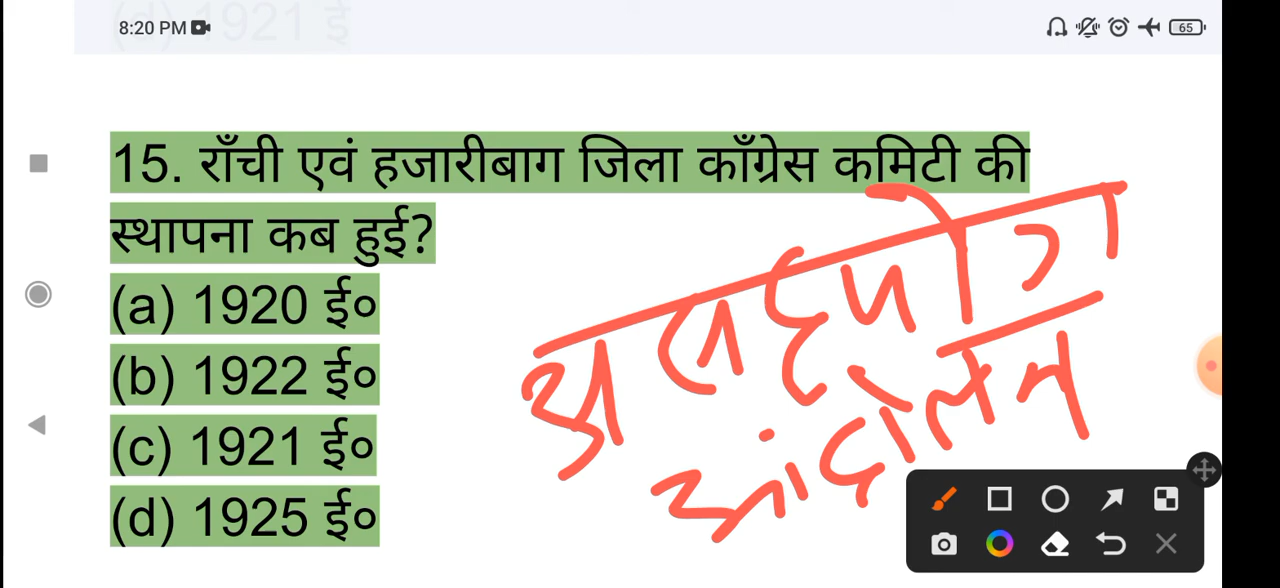 (d) 1921 ई
8:20 PM
65
15. राँची एवं हजारीबाग जिला काँग्रेस कमिटी की
स्थापना कब हुई?
(a) 1920 ई०
(b) 1922 ई०
(c) 1921 ई०
(d) 1925 ई०
असहयोग
आंदोलन